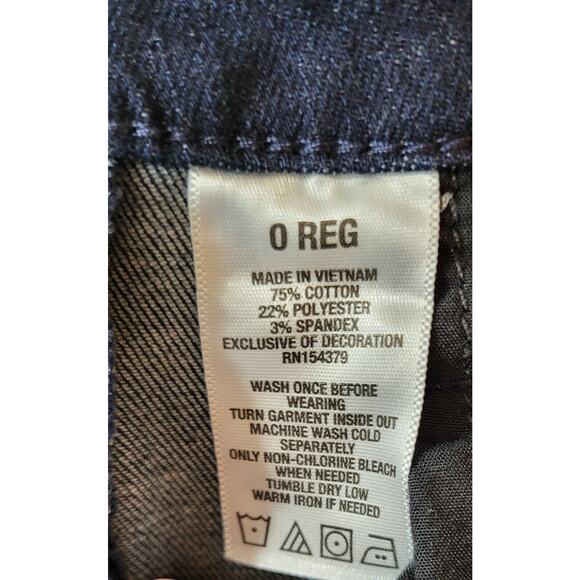 0 REG
MADE IN VIETNAM
75% COTTON
22% POLYESTER
3% SPANDEX
EXCLUSIVE OF DECORATION
RN154379
WASH ONCE BEFORE
WEARING
TURN GARMENT INSIDE OUT
MACHINE WASH COLD
SEPARATELY
ONLY NON-CHLORINE BLEACH
WHEN NEEDED
TUMBLE DRY LOW
WARM IRON IF NEEDED